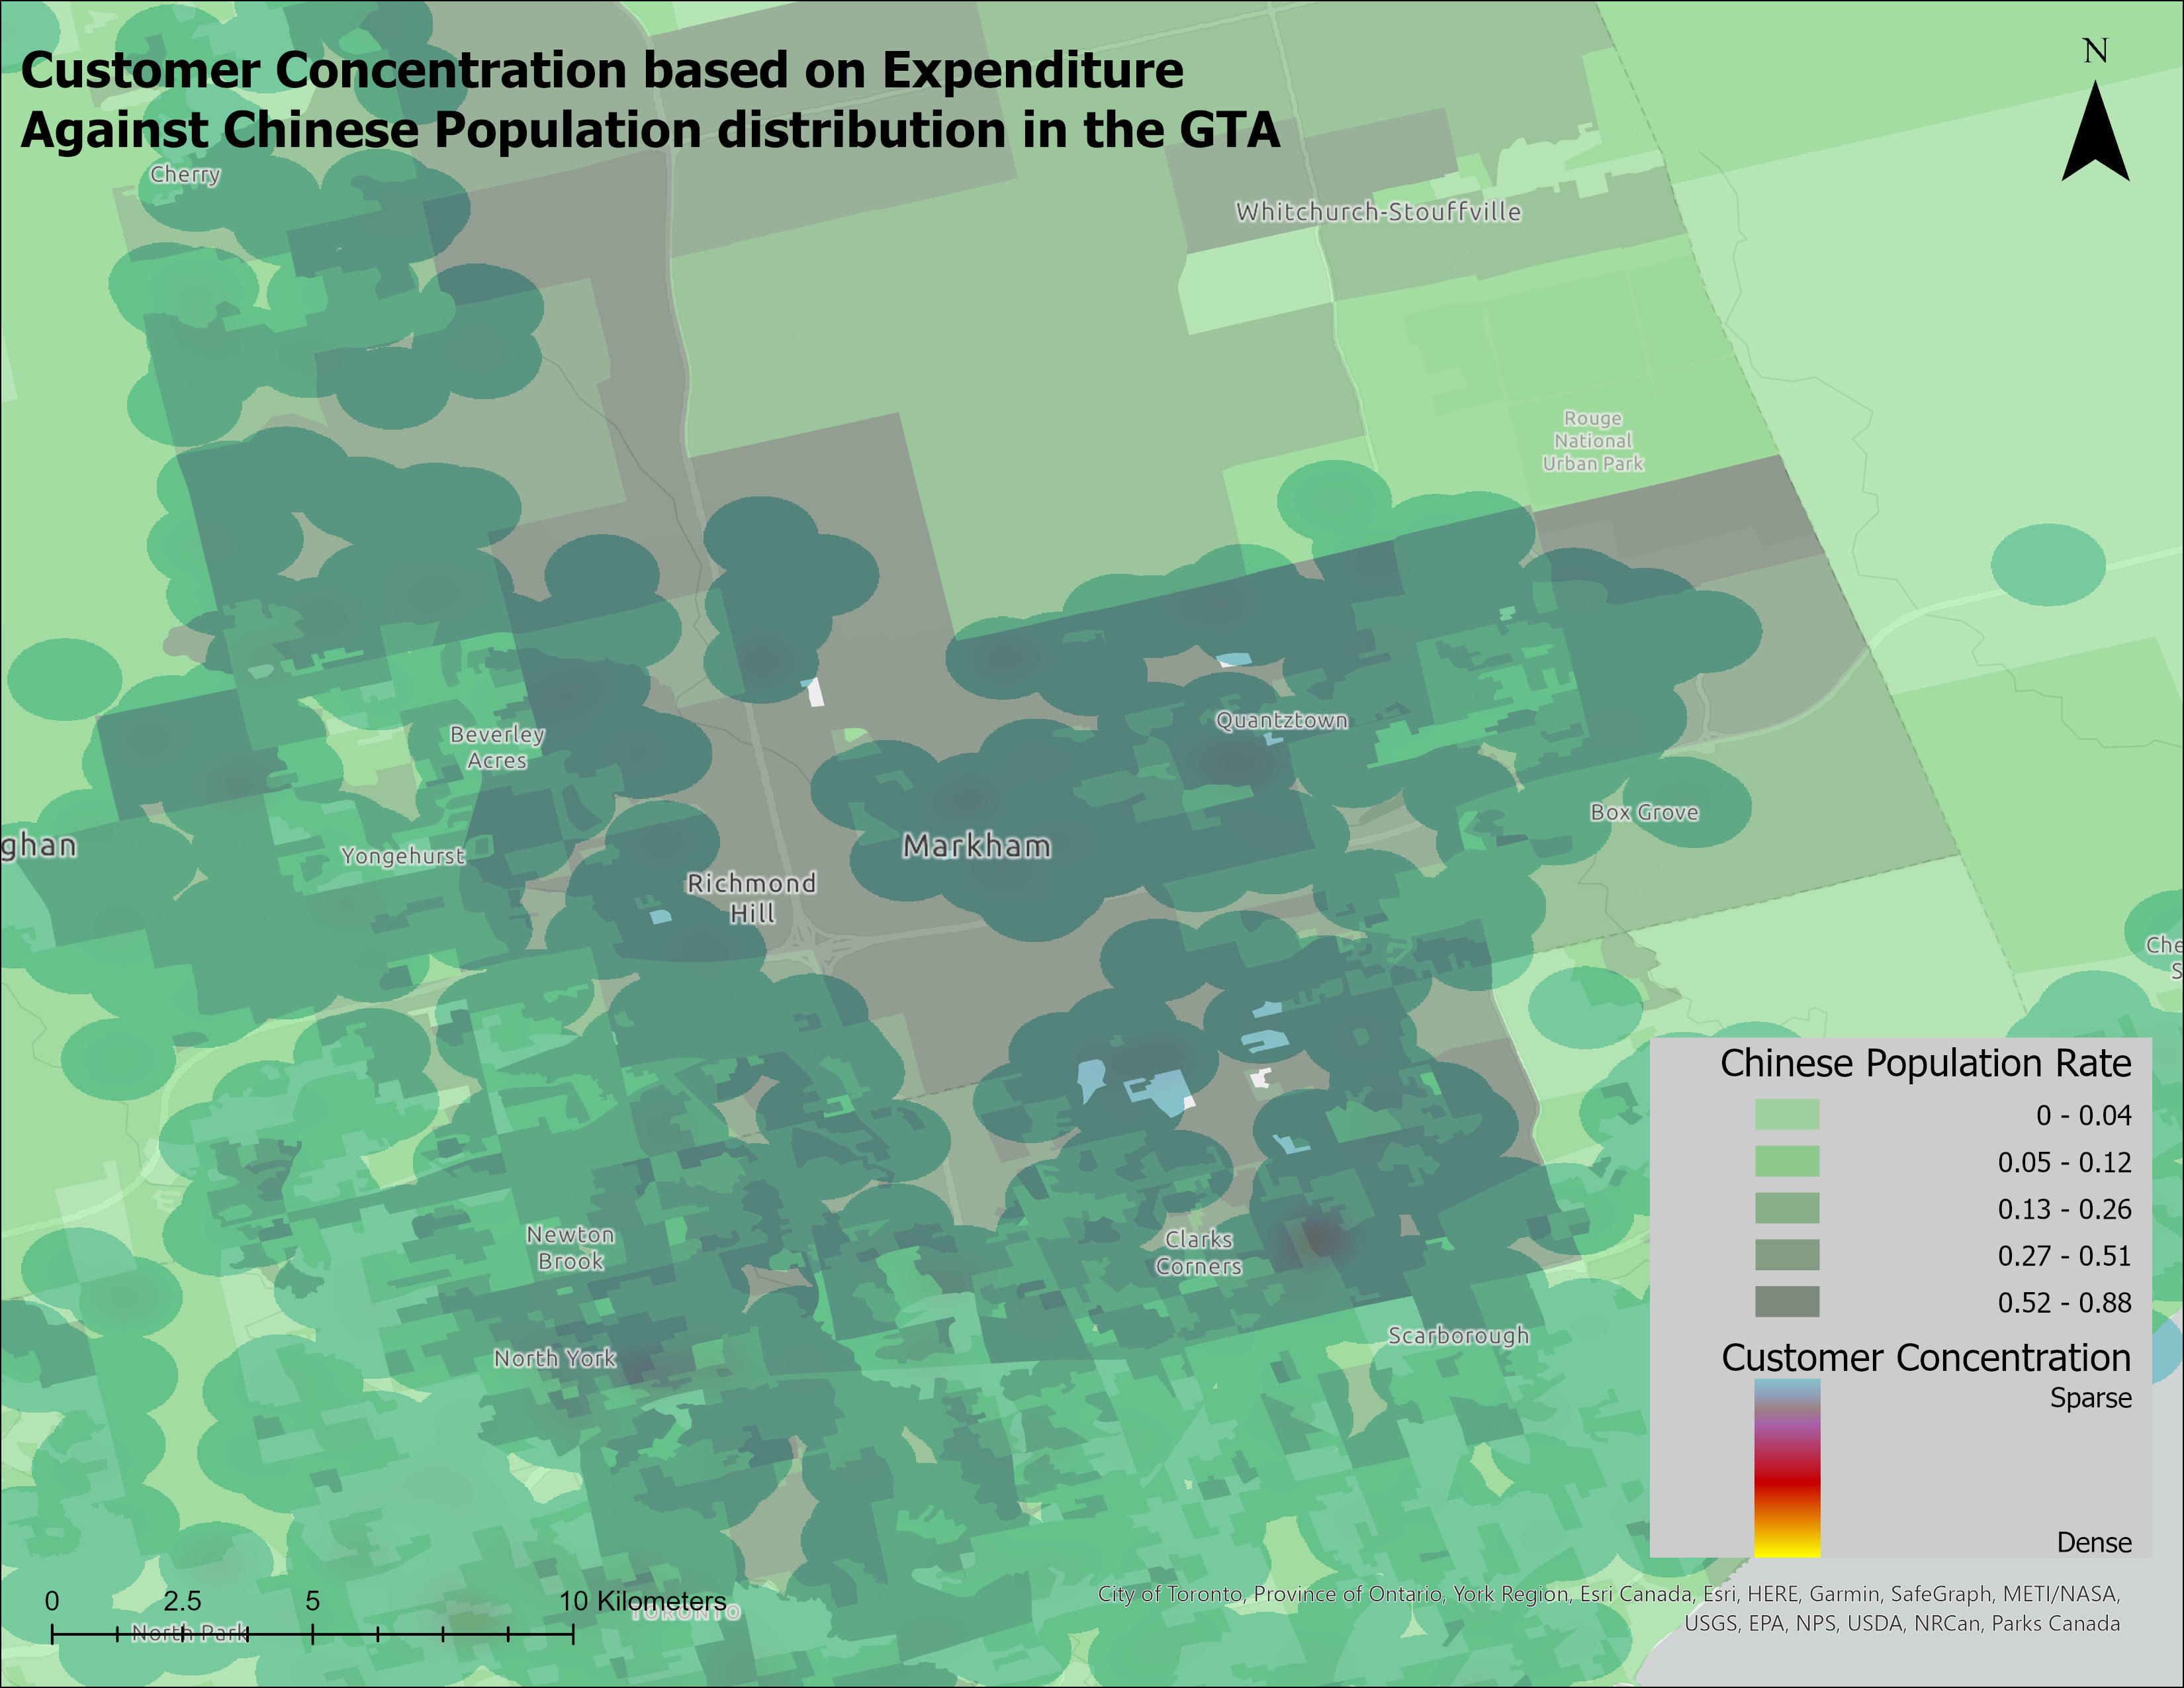 Customer Concentration based on Expenditure
Against Chinese Population distribution in the GTA
N
Cherry
Whitchurch-Stouffville
Rouge
National
Urban Park
Quantztown
Beverley
Acres
Box Grove
ghan
Markham
Yongehurst
Richmond
Hill
Che
S
Newton
Brook
Clarks
Corners
Scarborough
North York
Chinese Population Rate
0 - 0.04
0.05 - 0.12
0.13 - 0.26
0.27 - 0.51
0.52 - 0.88
Customer Concentration
Sparse
Dense
0 2.5 5 10 Kilometers
TORONTO
North Park
City of Toronto, Province of Ontario, York Region, Esri Canada, Esri, HERE, Garmin, SafeGraph, METI/NASA,
USGS, EPA, NPS, USDA, NRCan, Parks Canada